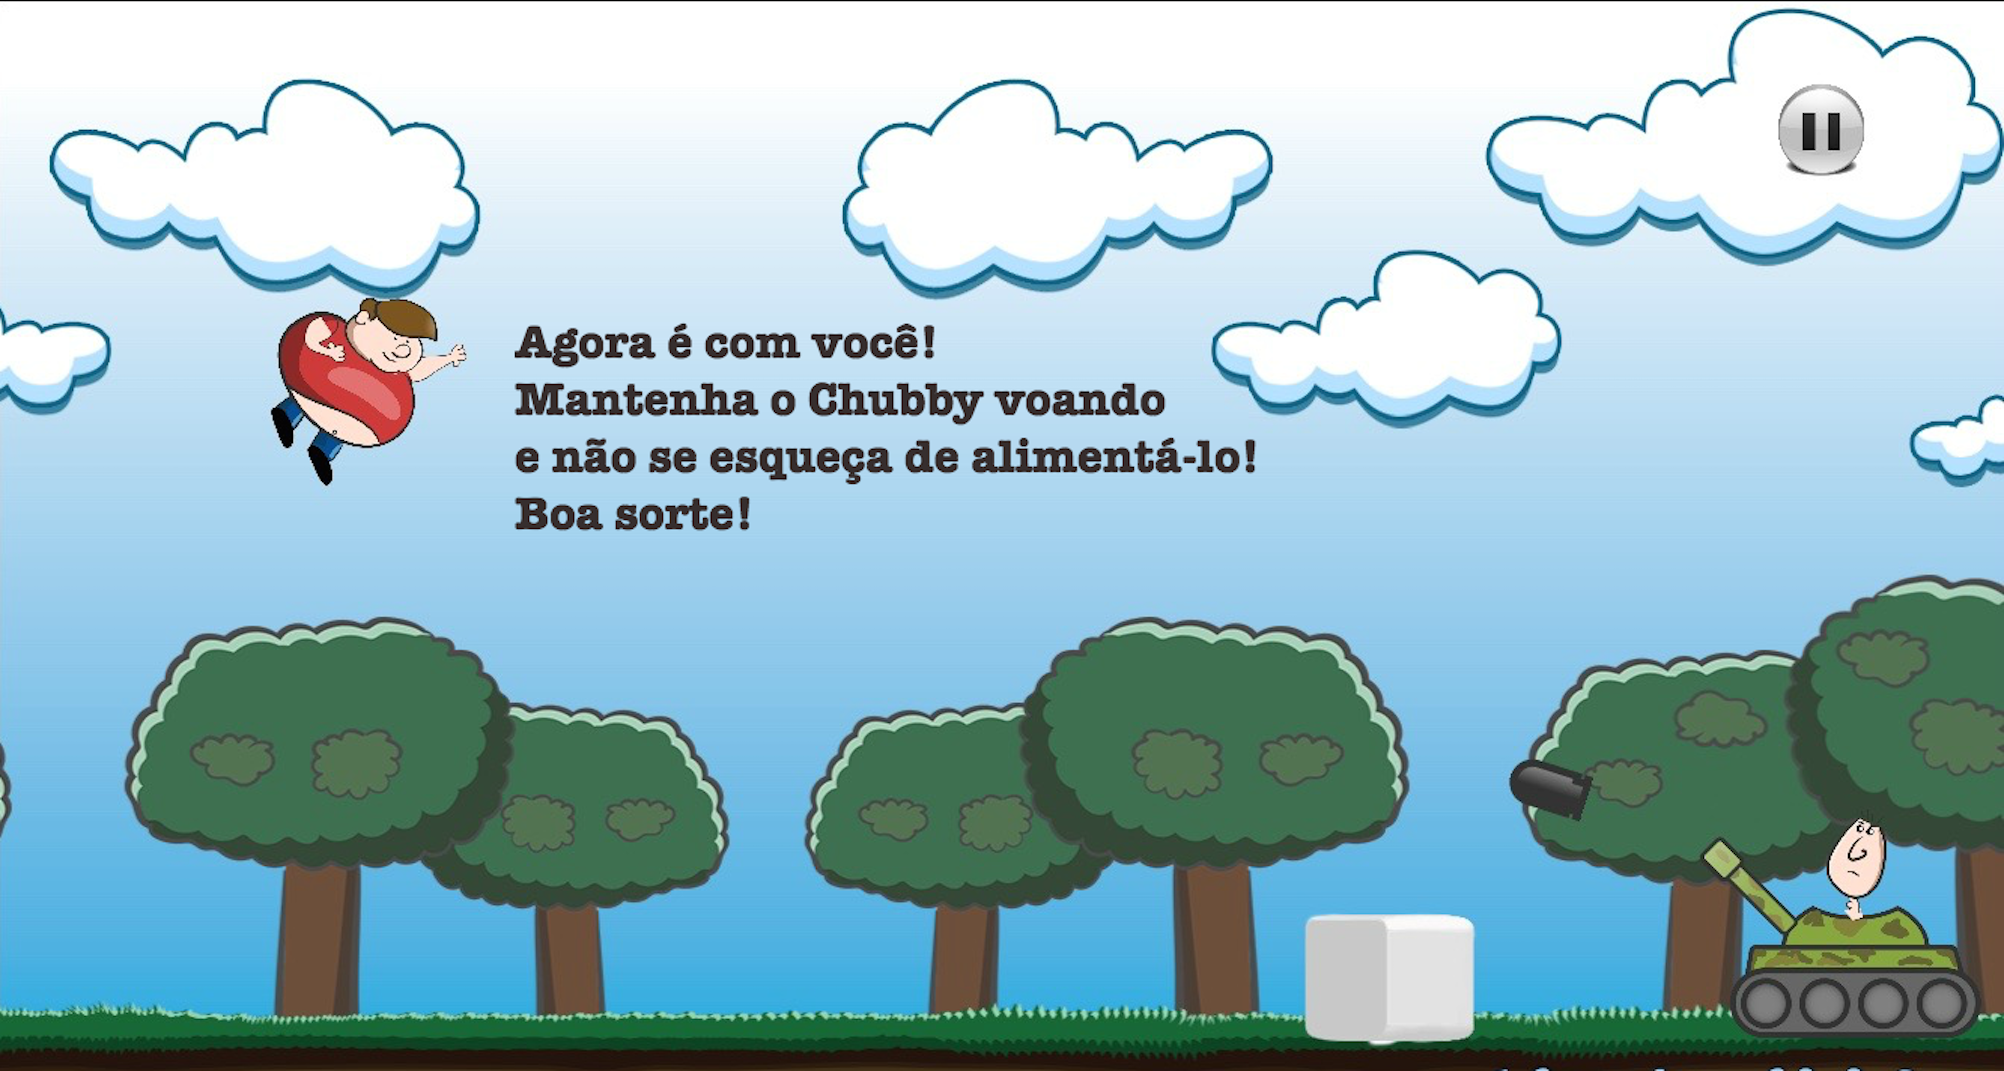 Agora é com você!
Mantenha o Chubby voando
e não se esqueça de alimentá-lo!
Boa sorte!